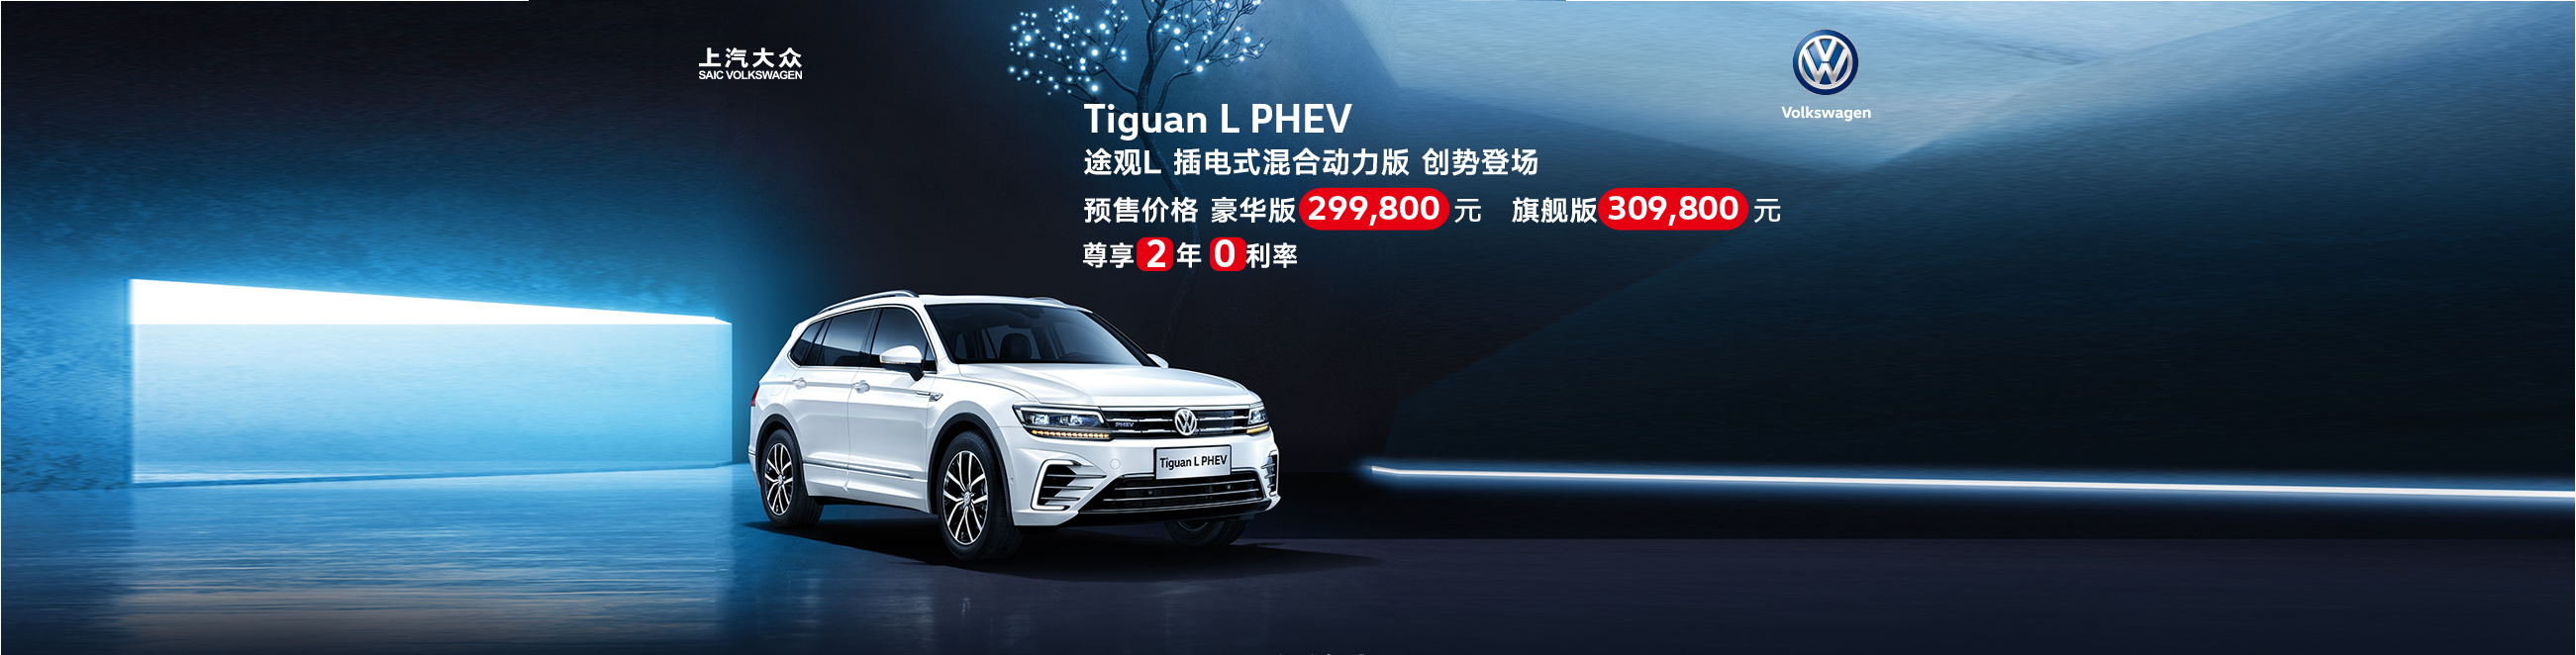 上汽大众
SAIC VOLKSWAGEN
Volkswagen
Tiguan L PHEV
途观L 插电式混合动力版 创势登场
预售价格 豪华版 299,800 元 旗舰版 309,800 元
尊享 2 年 0 利率
PHEV
Tiguan L PHEV